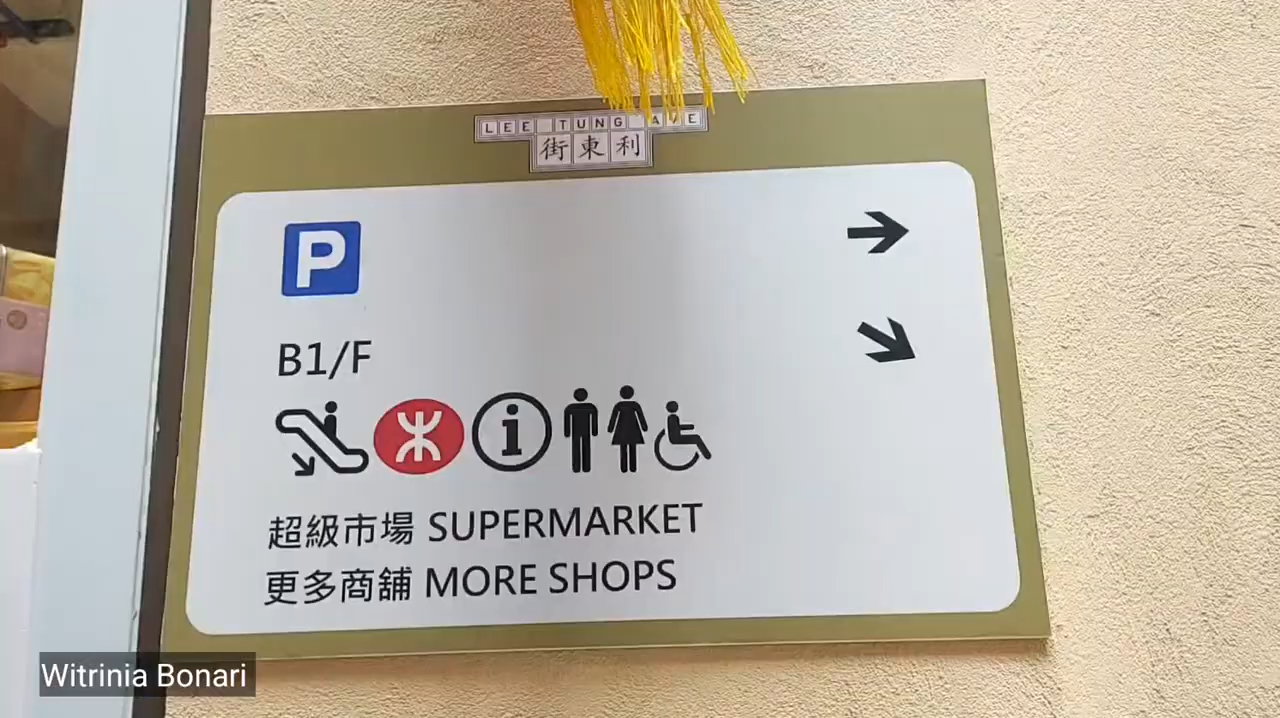 LEE TUNG AVE
街東利
P
B1/F
i
超級市場 SUPERMARKET
更多商舖 MORE SHOPS
Witrinia Bonari